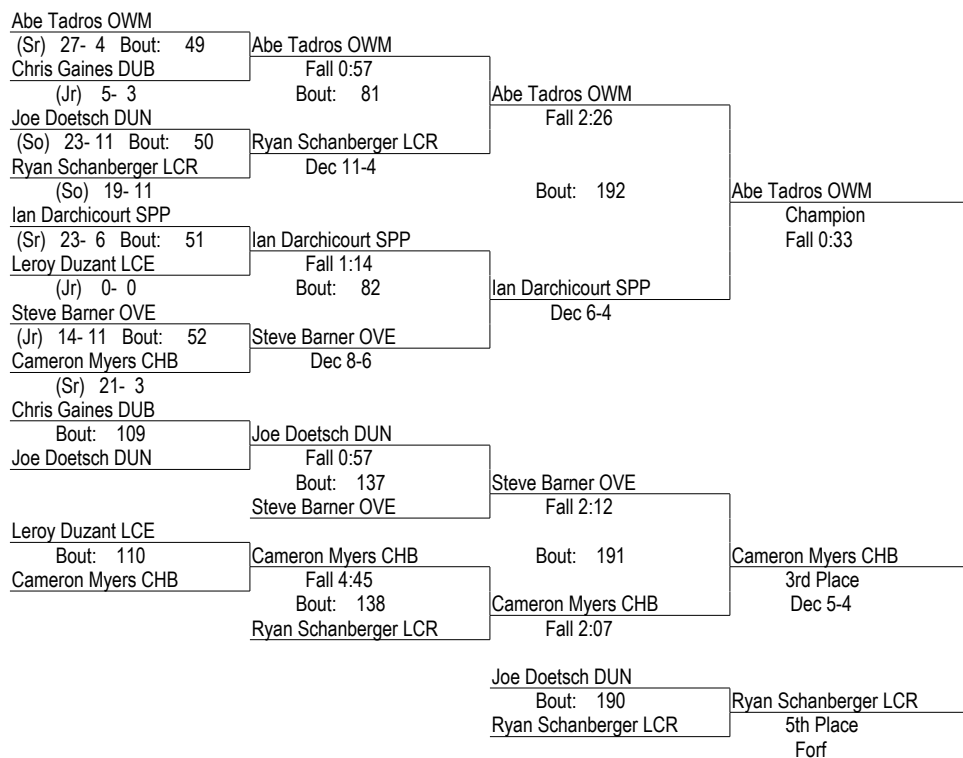 Abe Tadros OWM
(Sr) 27- 4 Bout: 49 Abe Tadros OWM
Chris Gaines DUB Fall 0:57
(Jr) 5- 3 Bout: 81 Abe Tadros OWM
Joe Doetsch DUN Fall 2:26
(So) 23- 11 Bout: 50 Ryan Schanberger LCR
Ryan Schanberger LCR Dec 11-4
(So) 19- 11 Bout: 192 Abe Tadros OWM
Ian Darchicourt SPP Champion
(Sr) 23- 6 Bout: 51 Ian Darchicourt SPP Fall 0:33
Leroy Duzant LCE Fall 1:14
(Jr) 0- 0 Bout: 82 Ian Darchicourt SPP
Steve Barner OVE Dec 6-4
(Jr) 14- 11 Bout: 52 Steve Barner OVE
Cameron Myers CHB Dec 8-6
(Sr) 21- 3
Chris Gaines DUB
Bout: 109 Joe Doetsch DUN
Joe Doetsch DUN Fall 0:57
Bout: 137 Steve Barner OVE
Steve Barner OVE Fall 2:12
Leroy Duzant LCE
Bout: 110 Cameron Myers CHB Bout: 191 Cameron Myers CHB
Cameron Myers CHB Fall 4:45 3rd Place
Bout: 138 Cameron Myers CHB Dec 5-4
Ryan Schanberger LCR Fall 2:07
Joe Doetsch DUN
Bout: 190 Ryan Schanberger LCR
Ryan Schanberger LCR 5th Place
Forf